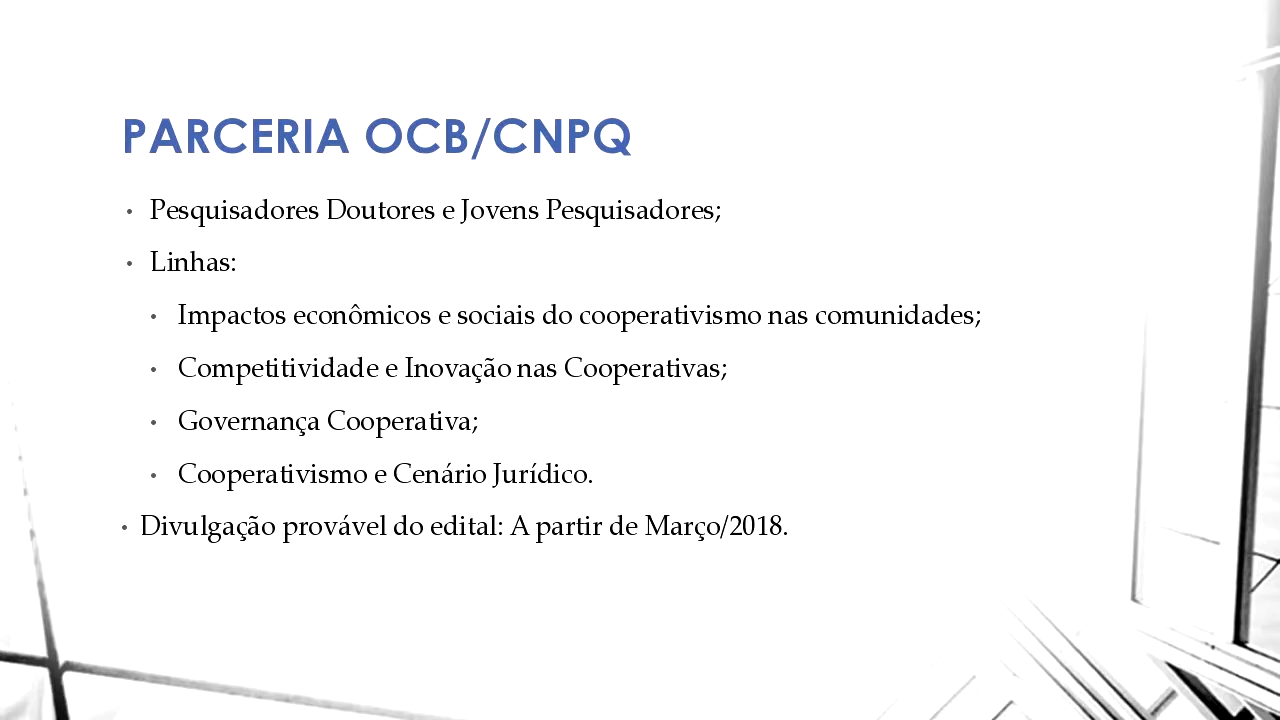 PARCERIA OCB/CNPQ
• Pesquisadores Doutores e Jovens Pesquisadores;
• Linhas:
• Impactos econômicos e sociais do cooperativismo nas comunidades;
• Competitividade e Inovação nas Cooperativas;
• Governança Cooperativa;
• Cooperativismo e Cenário Jurídico.
• Divulgação provável do edital: A partir de Março/2018.